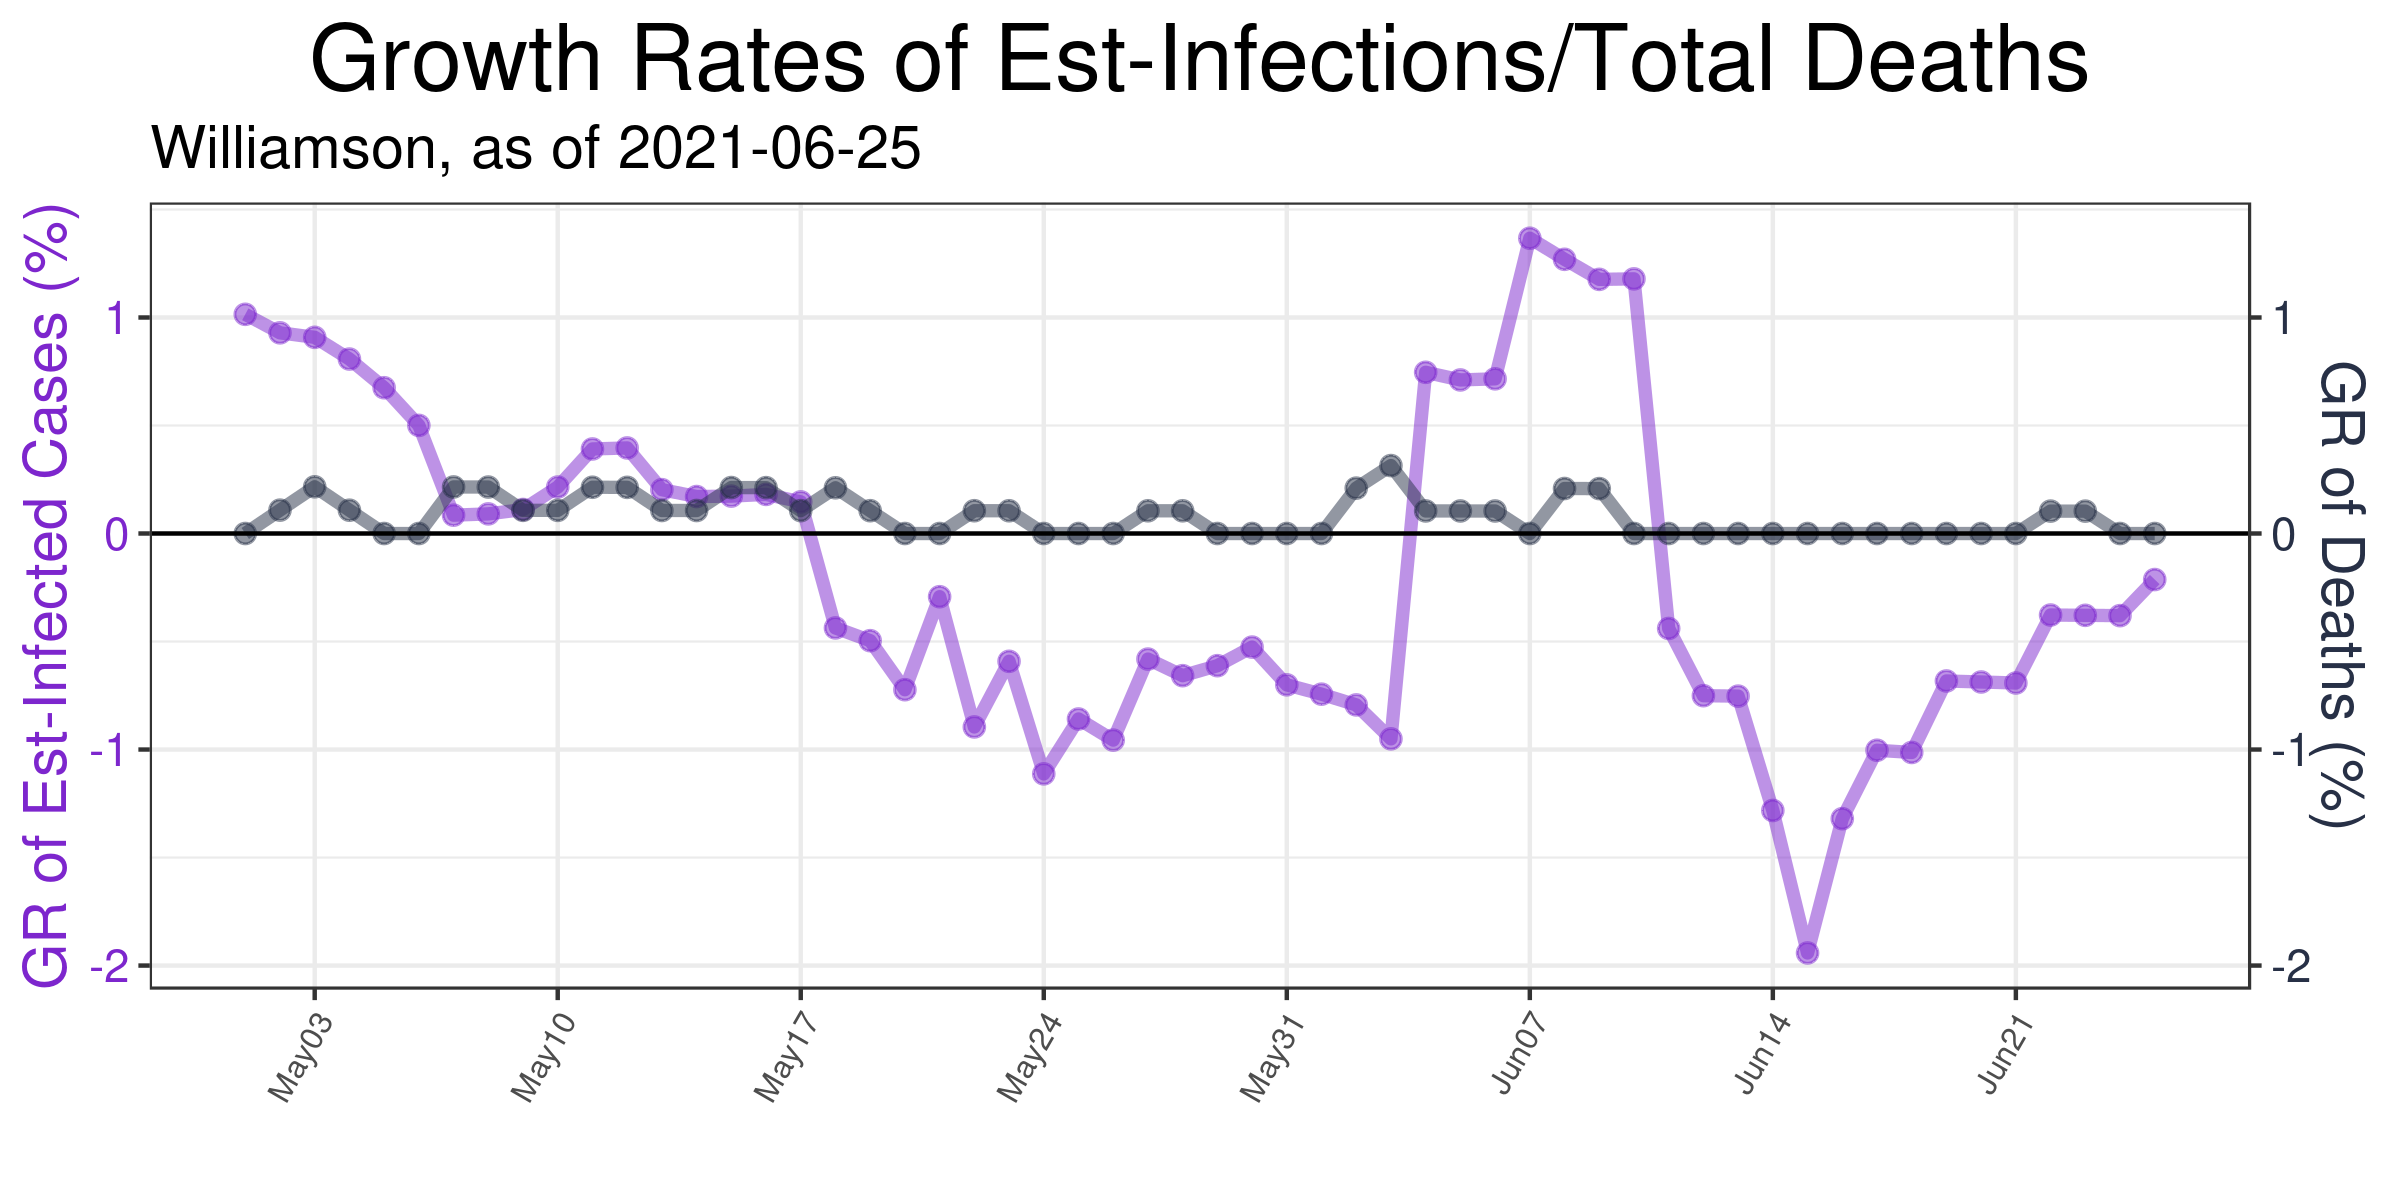 Growth Rates of Est-Infections/Total Deaths
Williamson, as of 2021-06-25
GR of Est-Infected Cases (%)
1
0
-1
-2
1
0
-1
-2
GR of Deaths (%)
May03
May10
May17
May24
May31
Jun07
Jun14
Jun21